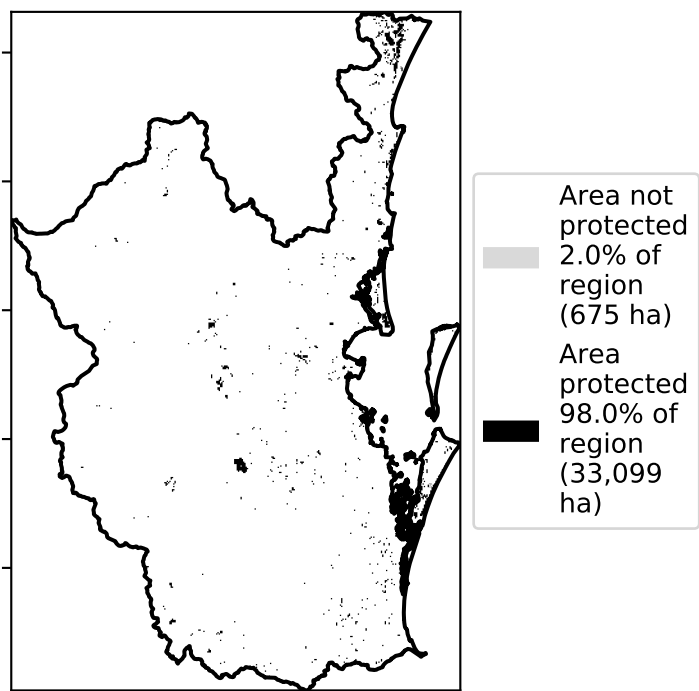 Area not
protected
2.0% of
region
(675 ha)
Area
protected
98.0% of
region
(33,099
ha)